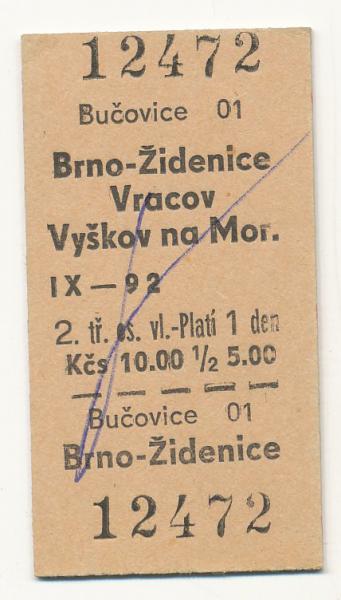 12472
Bučovice 01
Brno-Židenice
Vracov
Vyškov na Mor.
IX — 92
2. tř. os. vl.-Platí 1 den
Kčs 10.00 ½ 5.00
Bučovice 01
Brno-Židenice
12472